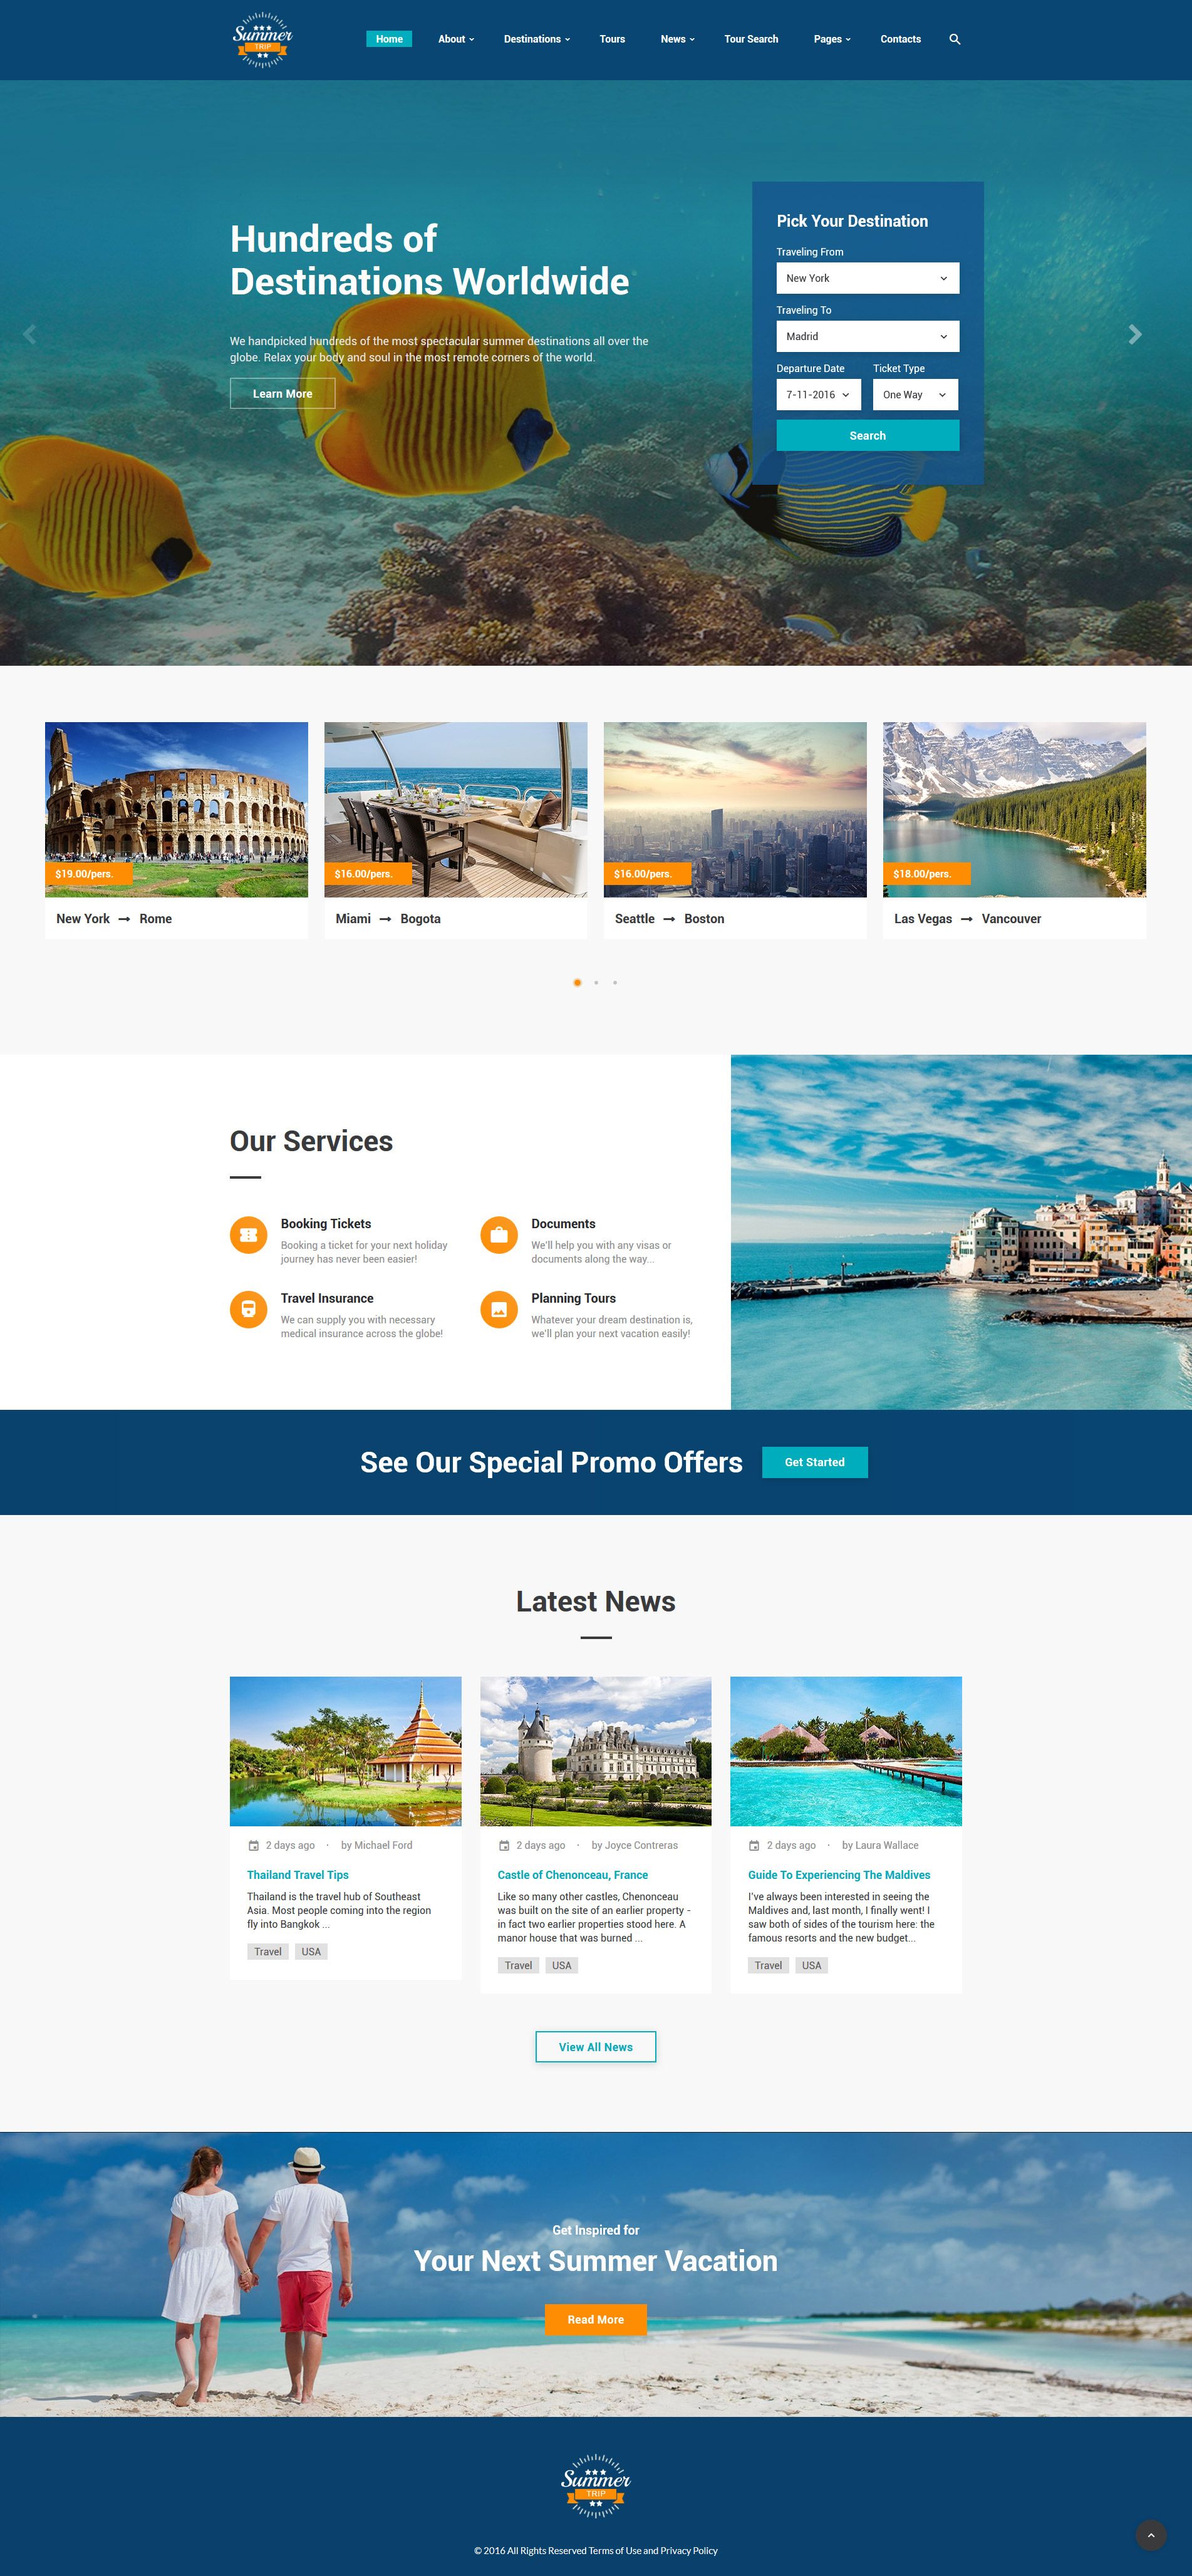 Summer
TRIP
Home About Destinations Tours News Tour Search Pages Contacts
Hundreds of
Destinations Worldwide
We handpicked hundreds of the most spectacular summer destinations all over the
globe. Relax your body and soul in the most remote corners of the world.
Learn More
Pick Your Destination
Traveling From
New York
Traveling To
Madrid
Departure Date Ticket Type
7-11-2016 One Way
Search
$19.00/pers.
New York → Rome
$16.00/pers.
Miami → Bogota
$16.00/pers.
Seattle → Boston
$18.00/pers.
Las Vegas → Vancouver
Our Services
Booking Tickets
Booking a ticket for your next holiday
journey has never been easier!
Documents
We'll help you with any visas or
documents along the way...
Travel Insurance
We can supply you with necessary
medical insurance across the globe!
Planning Tours
Whatever your dream destination is,
we'll plan your next vacation easily!
See Our Special Promo Offers
Get Started
Latest News
2 days ago · by Michael Ford
Thailand Travel Tips
Thailand is the travel hub of Southeast
Asia. Most people coming into the region
fly into Bangkok ...
Travel USA
2 days ago · by Joyce Contreras
Castle of Chenonceau, France
Like so many other castles, Chenonceau
was built on the site of an earlier property -
in fact two earlier properties stood here. A
manor house that was burned ...
Travel USA
2 days ago · by Laura Wallace
Guide To Experiencing The Maldives
I've always been interested in seeing the
Maldives and, last month, I finally went! I
saw both of sides of the tourism here: the
famous resorts and the new budget...
Travel USA
View All News
Get Inspired for
Your Next Summer Vacation
Read More
Summer
TRIP
© 2016 All Rights Reserved Terms of Use and Privacy Policy